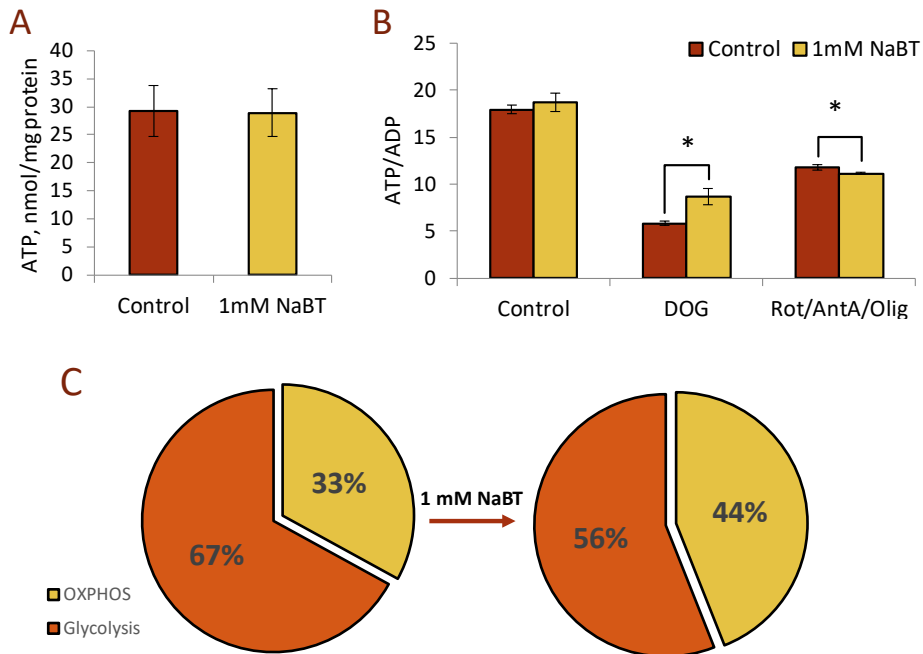 A
ATP, nmol/mg protein
40
35
30
25
20
15
10
5
0
Control
1mM NaBT
B
ATP/ADP
25
20
15
10
5
0
Control
1mM NaBT
*
*
Control
DOG
Rot/AntA/Olig
C
33%
67%
1 mM NaBT
44%
56%
OXPHOS
Glycolysis